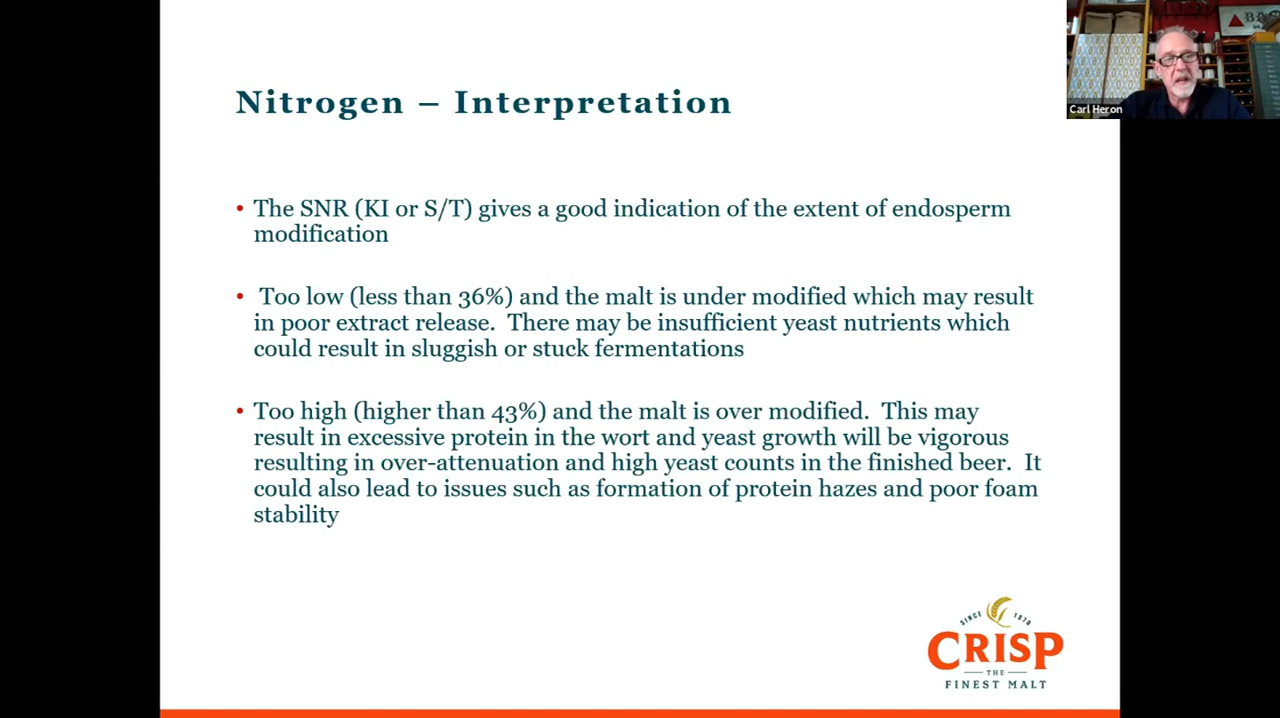 Nitrogen – Interpretation
• The SNR (KI or S/T) gives a good indication of the extent of endosperm
modification
• Too low (less than 36%) and the malt is under modified which may result
in poor extract release.  There may be insufficient yeast nutrients which
could result in sluggish or stuck fermentations
• Too high (higher than 43%) and the malt is over modified.  This may
result in excessive protein in the wort and yeast growth will be vigorous
resulting in over-attenuation and high yeast counts in the finished beer.  It
could also lead to issues such as formation of protein hazes and poor foam
stability
Carl Heron
SINCE 1870
CRISP
THE
FINEST MALT